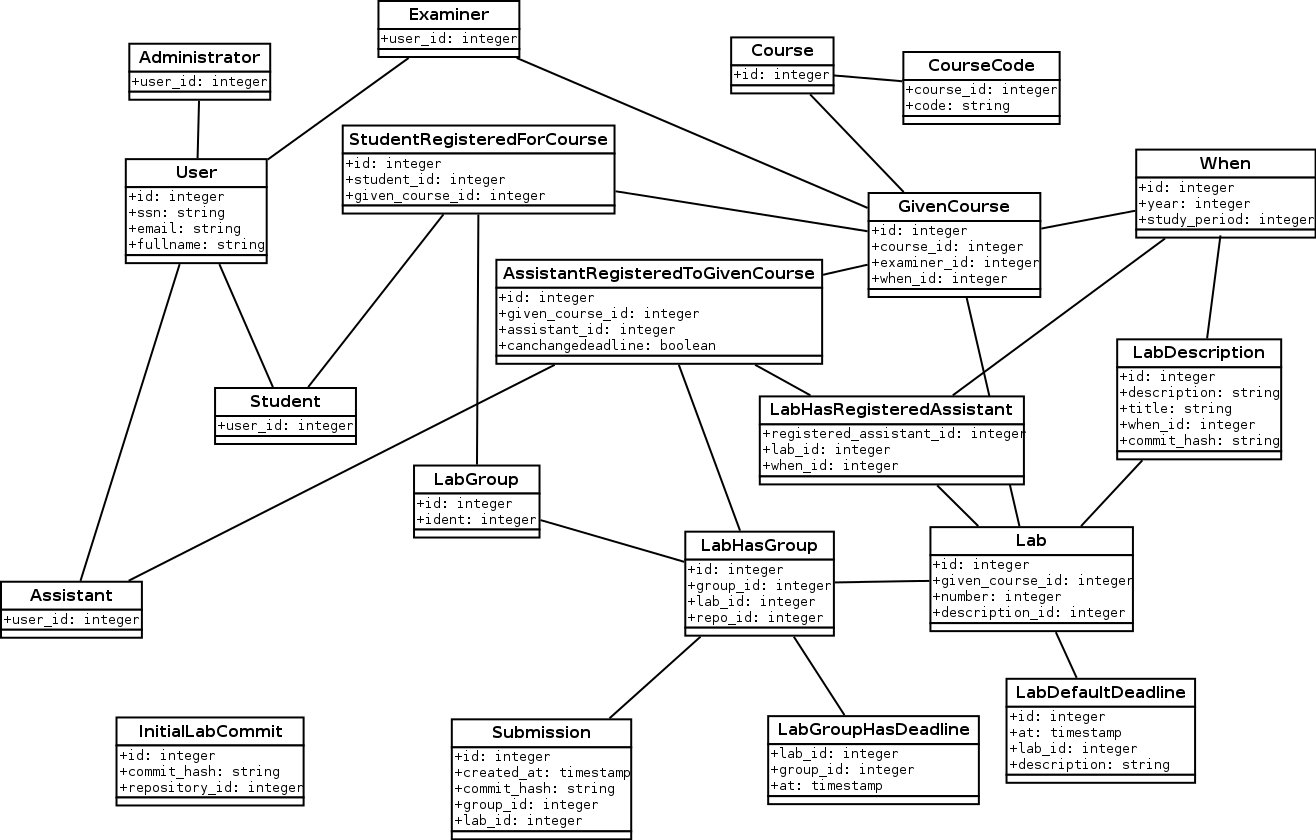 Examiner
+user_id: integer
Administrator
+user_id: integer
Course
+id: integer
CourseCode
+course_id: integer
+code: string
StudentRegisteredForCourse
+id: integer
+student_id: integer
+given_course_id: integer
User
+id: integer
+ssn: string
+email: string
+fullname: string
When
+id: integer
+year: integer
+study_period: integer
GivenCourse
+id: integer
+course_id: integer
+examiner_id: integer
+when_id: integer
AssistantRegisteredToGivenCourse
+id: integer
+given_course_id: integer
+assistant_id: integer
+canchangedeadline: boolean
LabDescription
+id: integer
+description: string
+title: string
+when_id: integer
+commit_hash: string
Student
+user_id: integer
LabHasRegisteredAssistant
+registered_assistant_id: integer
+lab_id: integer
+when_id: integer
LabGroup
+id: integer
+ident: integer
LabHasGroup
+id: integer
+group_id: integer
+lab_id: integer
+repo_id: integer
Lab
+id: integer
+given_course_id: integer
+number: integer
+description_id: integer
Assistant
+user_id: integer
LabDefaultDeadline
+id: integer
+at: timestamp
+lab_id: integer
+description: string
InitialLabCommit
+id: integer
+commit_hash: string
+repository_id: integer
Submission
+id: integer
+created_at: timestamp
+commit_hash: string
+group_id: integer
+lab_id: integer
LabGroupHasDeadline
+lab_id: integer
+group_id: integer
+at: timestamp